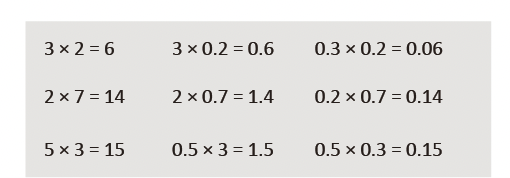 3 × 2 = 6 3 × 0.2 = 0.6 0.3 × 0.2 = 0.06
2 × 7 = 14 2 × 0.7 = 1.4 0.2 × 0.7 = 0.14
5 × 3 = 15 0.5 × 3 = 1.5 0.5 × 0.3 = 0.15